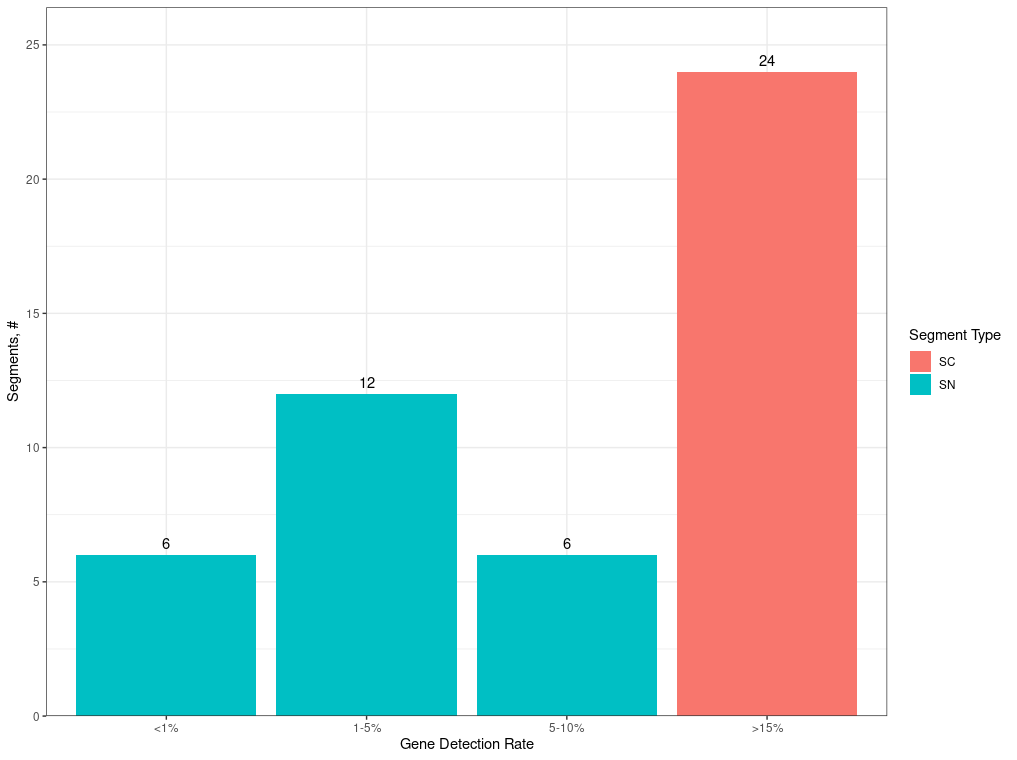 25
20
15
10
5
0
Segments, #
6
12
6
24
<1%
1-5%
5-10%
>15%
Gene Detection Rate
Segment Type
SC
SN